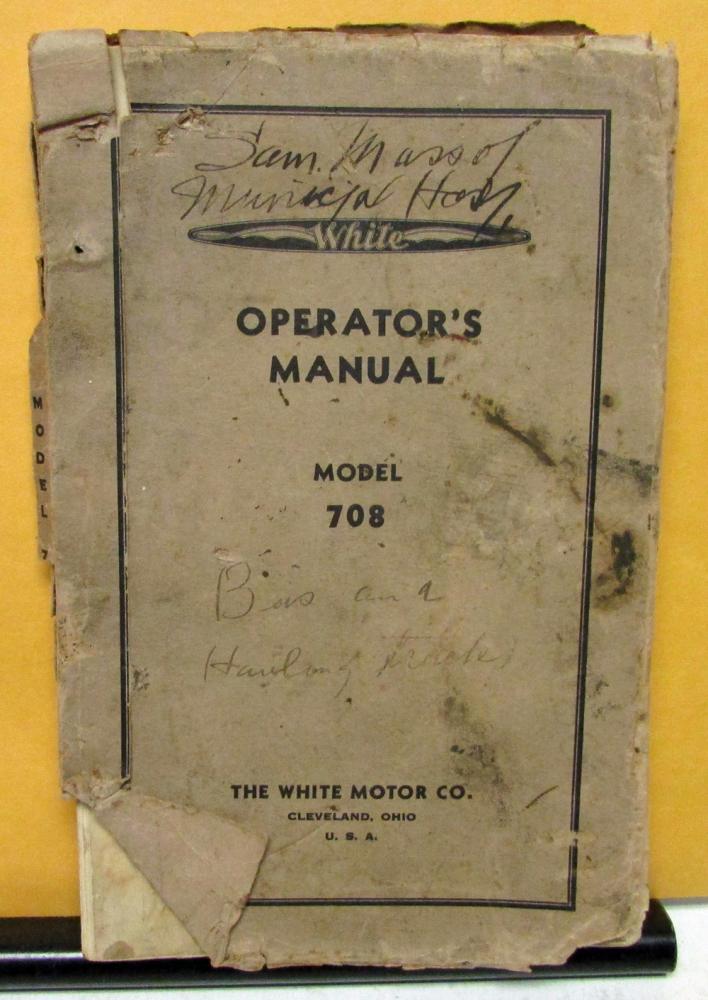 Sam. Massof
Municipal Hosp.
White
OPERATOR'S
MANUAL
MODEL
708
Bus and
Hauling trucks
THE WHITE MOTOR CO.
CLEVELAND, OHIO
U. S. A.
MODEL 7